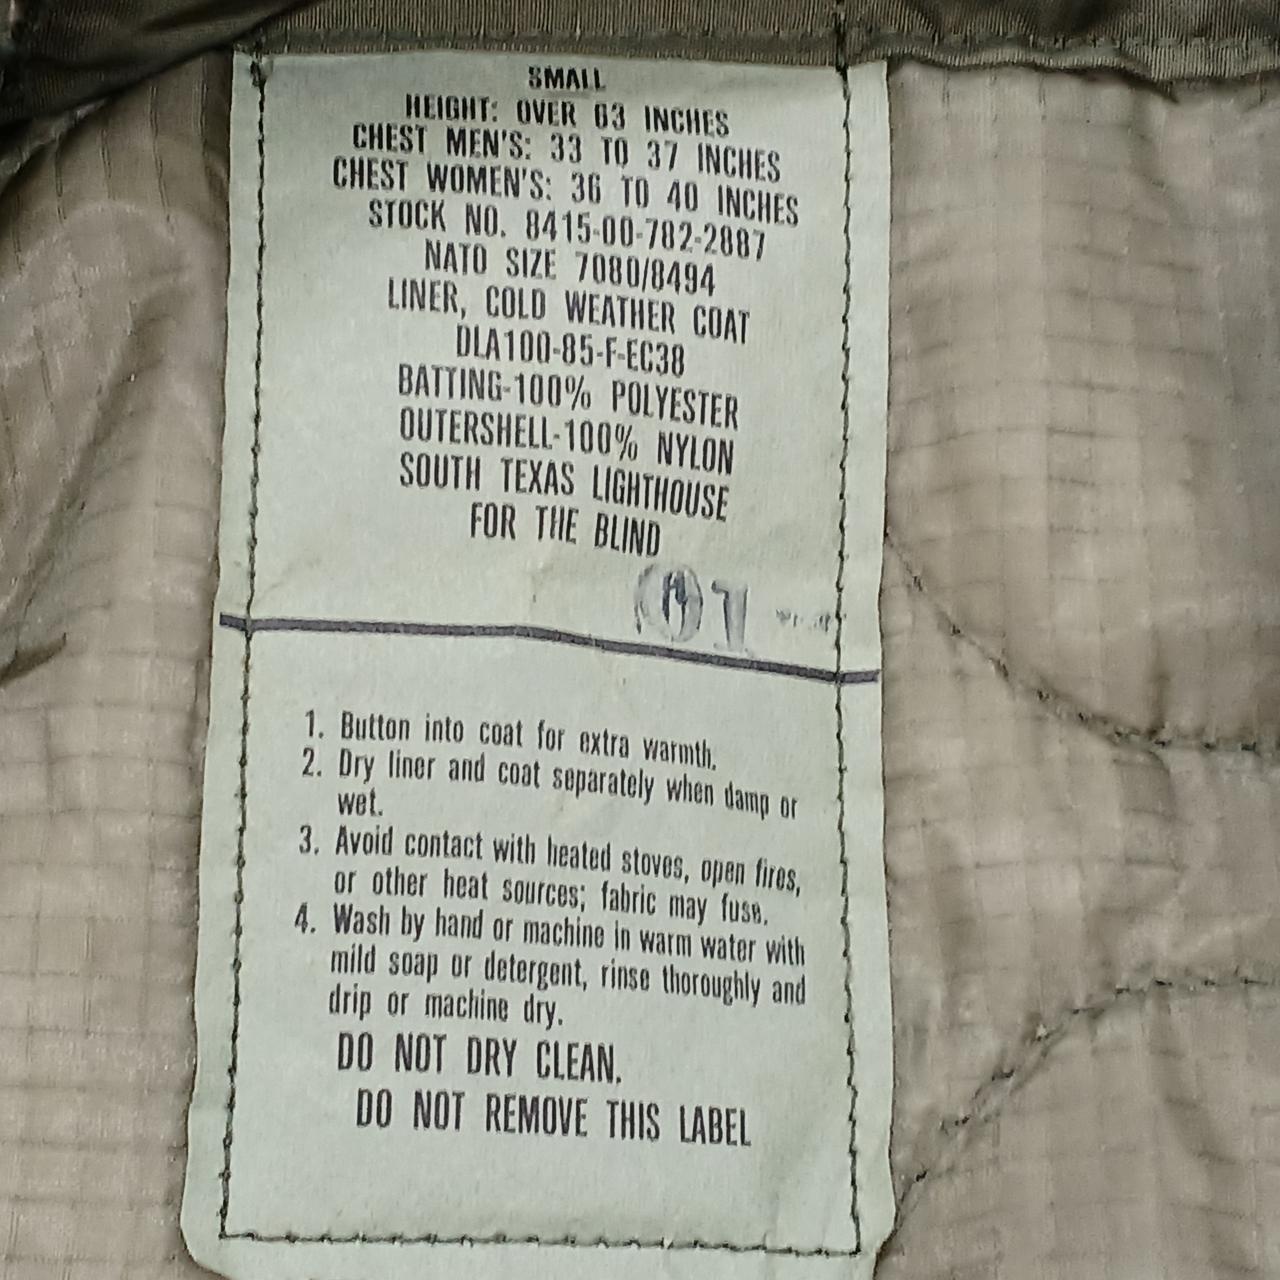 SMALL
HEIGHT: OVER 63 INCHES
CHEST MEN'S: 33 TO 37 INCHES
CHEST WOMEN'S: 36 TO 40 INCHES
STOCK NO. 8415-00-782-2887
NATO SIZE 7080/8494
LINER, COLD WEATHER COAT
DLA100-85-F-EC38
BATTING-100% POLYESTER
OUTERSHELL-100% NYLON
SOUTH TEXAS LIGHTHOUSE
FOR THE BLIND
1. Button into coat for extra warmth.
2. Dry liner and coat separately when damp or
wet.
3. Avoid contact with heated stoves, open fires,
or other heat sources; fabric may fuse.
4. Wash by hand or machine in warm water with
mild soap or detergent, rinse thoroughly and
drip or machine dry.
DO NOT DRY CLEAN.
DO NOT REMOVE THIS LABEL